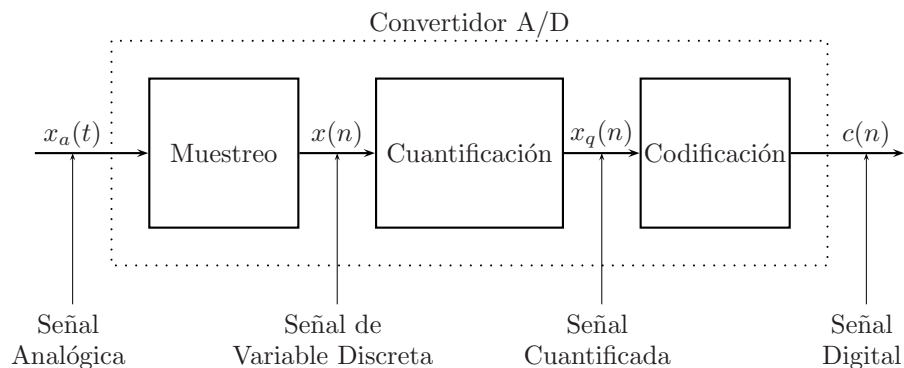 Convertidor A/D
x_a(t)
Muestreo
x(n)
Cuantificación
x_q(n)
Codificación
c(n)
Señal
Analógica
Señal de
Variable Discreta
Señal
Cuantificada
Señal
Digital